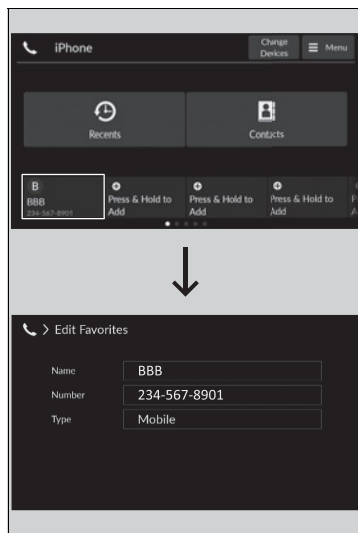 iPhone
Change
Devices
Menu
Recents
Contacts
B
BBB
234-567-8901
Press & Hold to
Add
Press & Hold to
Add
Press & Hold to
Add
> Edit Favorites
Name BBB
Number 234-567-8901
Type Mobile